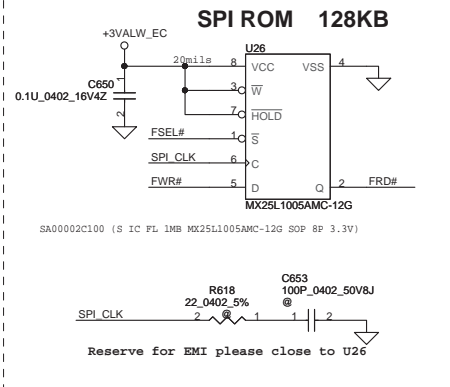 SPI ROM 128KB
+3VALW_EC
U26
20mils
8 VCC VSS 4
C650
1
0.1U_0402_16V4Z
2
3 W
7 HOLD
FSEL# 1 S
SPI_CLK 6 C
FWR# 5 D Q 2 FRD#
MX25L1005AMC-12G
SA00002C100 (S IC FL 1MB MX25L1005AMC-12G SOP 8P 3.3V)
C653
R618 100P_0402_50V8J
22_0402_5% @
SPI_CLK 2 @ 1 1 2
Reserve for EMI please close to U26